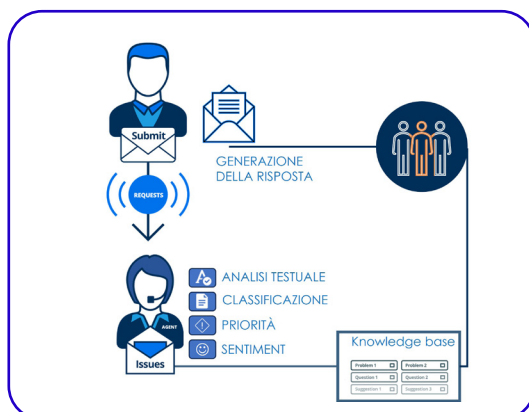 Submit
GENERAZIONE
DELLA RISPOSTA
REQUESTS
ANALISI TESTUALE
CLASSIFICAZIONE
PRIORITÀ
SENTIMENT
AGENT
Issues
Knowledge base
Problem 1 Problem 2
Question 1 Question 2
Suggestion 1 Suggestion 2